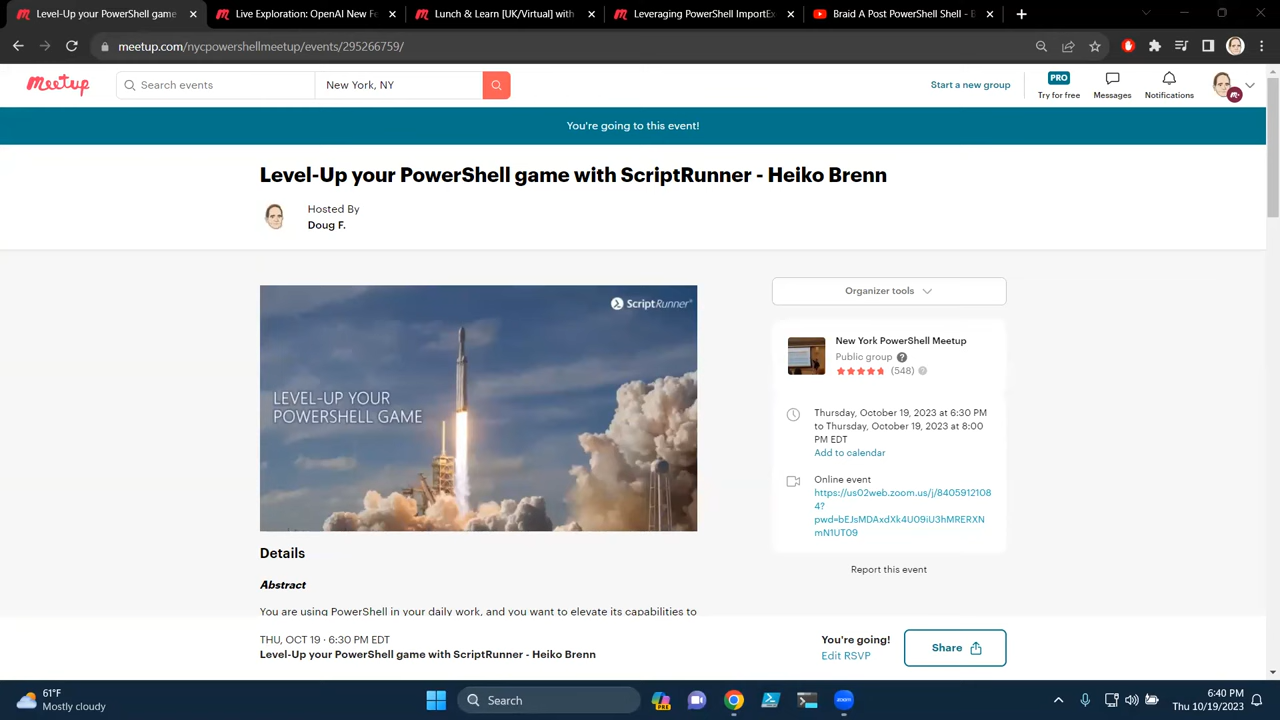 Level-Up your PowerShell game
Live Exploration: OpenAI New Fe
Lunch & Learn [UK/Virtual] with
Leveraging PowerShell ImportEx
Braid A Post PowerShell Shell - B
meetup.com/nycpowershellmeetup/events/295266759/
Meetup
Search events
New York, NY
Start a new group
PRO
Try for free
Messages
Notifications
You're going to this event!
Level-Up your PowerShell game with ScriptRunner - Heiko Brenn
Hosted By
Doug F.
ScriptRunner®
LEVEL-UP YOUR
POWERSHELL GAME
Organizer tools
New York PowerShell Meetup
Public group ?
(548) ?
Thursday, October 19, 2023 at 6:30 PM
to Thursday, October 19, 2023 at 8:00
PM EDT
Add to calendar
Online event
https://us02web.zoom.us/j/8405912108
4?
pwd=bEJsMDAxdXk4U09iU3hMRERXN
mN1UT09
Report this event
Details
Abstract
You are using PowerShell in your daily work, and you want to elevate its capabilities to
THU, OCT 19 · 6:30 PM EDT
Level-Up your PowerShell game with ScriptRunner - Heiko Brenn
You're going!
Edit RSVP
Share
61°F
Mostly cloudy
Search
PRE
zoom
6:40 PM
Thu 10/19/2023